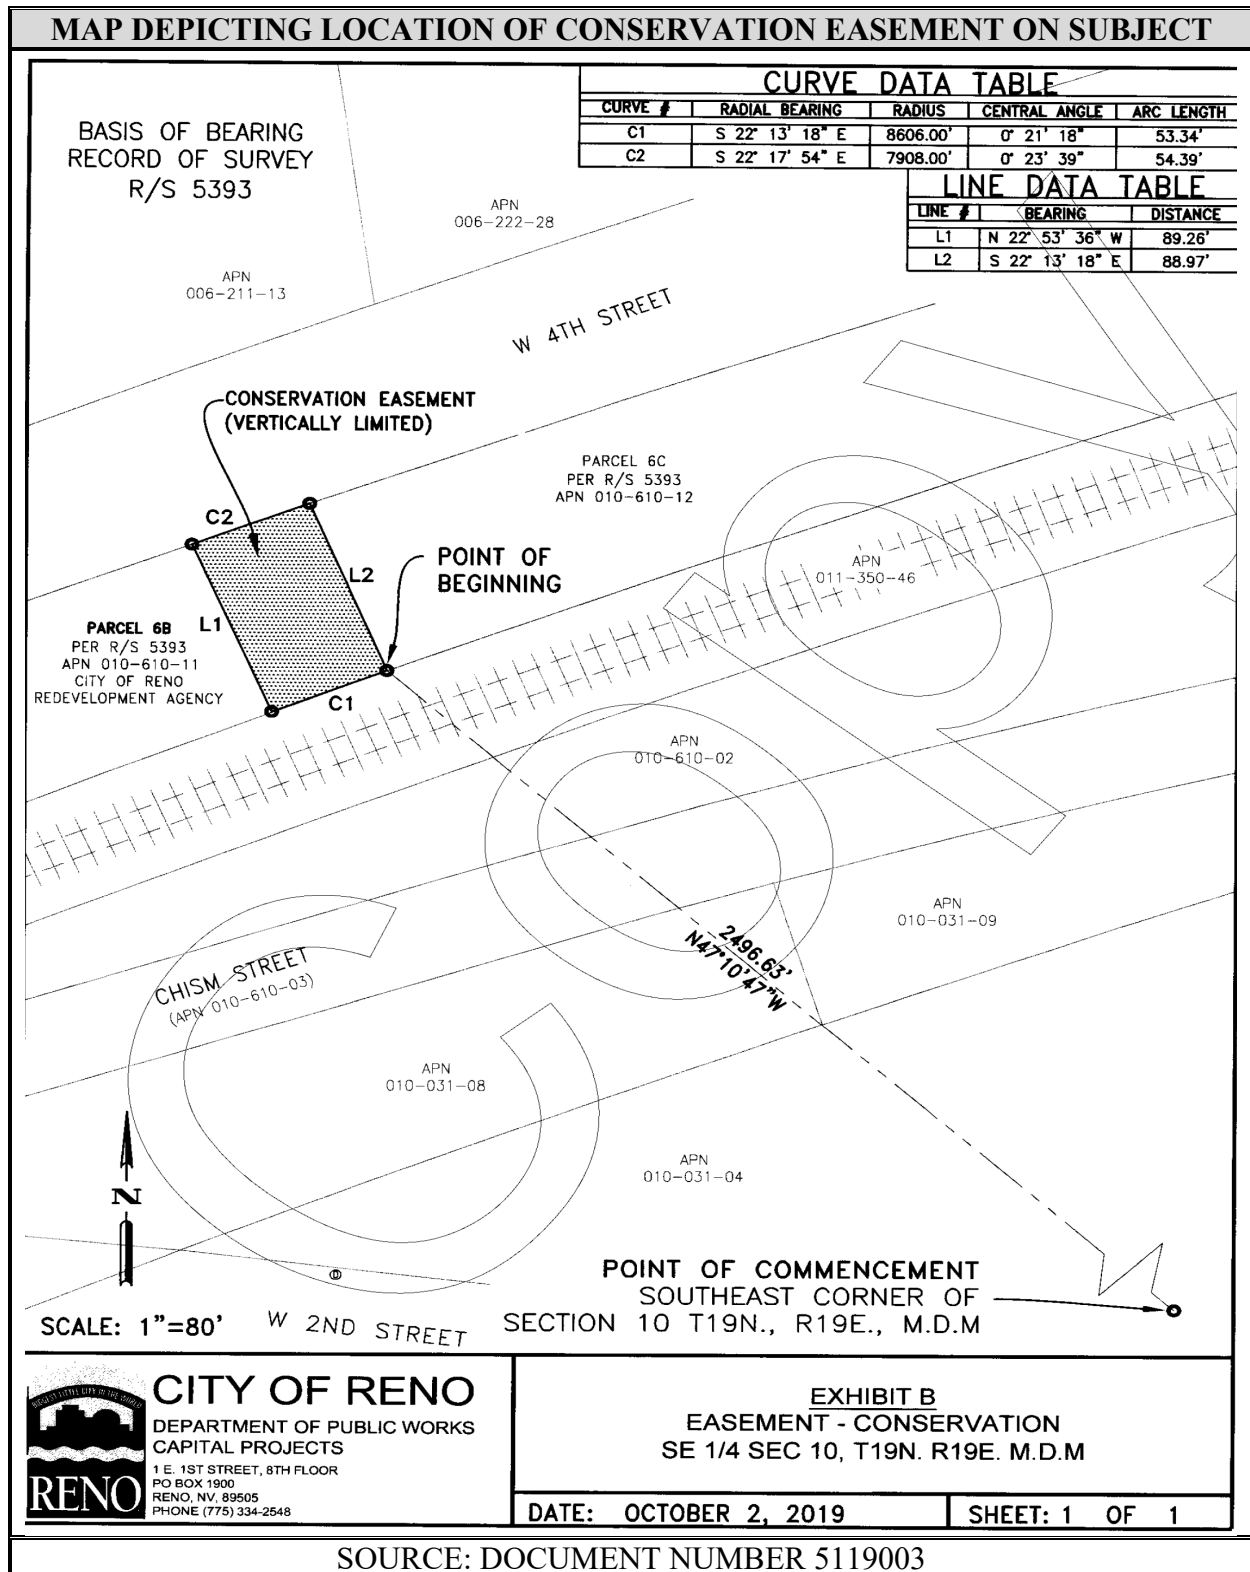 MAP DEPICTING LOCATION OF CONSERVATION EASEMENT ON SUBJECT
CURVE DATA TABLE
CURVE # RADIAL BEARING RADIUS CENTRAL ANGLE ARC LENGTH
C1 S 22° 13' 18" E 8606.00' 0° 21' 18" 53.34'
C2 S 22° 17' 54" E 7908.00' 0° 23' 39" 54.39'
LINE DATA TABLE
LINE # BEARING DISTANCE
L1 N 22° 53' 36" W 89.26'
L2 S 22° 13' 18" E 88.97'
BASIS OF BEARING
RECORD OF SURVEY
R/S 5393
APN
006-222-28
APN
006-211-13
W 4TH STREET
CONSERVATION EASEMENT
(VERTICALLY LIMITED)
PARCEL 6C
PER R/S 5393
APN 010-610-12
C2
POINT OF
BEGINNING
L2
APN
011-350-46
L1
PARCEL 6B
PER R/S 5393
APN 010-610-11
CITY OF RENO
REDEVELOPMENT AGENCY
C1
APN
010-610-02
APN
010-031-09
2496.63'
N47°10'47"W
CHISM STREET
(APN 010-610-03)
APN
010-031-08
APN
010-031-04
N
POINT OF COMMENCEMENT
SOUTHEAST CORNER OF
SECTION 10 T19N., R19E., M.D.M
SCALE: 1"=80'
W 2ND STREET
COPY
BIGGEST LITTLE CITY IN THE WORLD
RENO
CITY OF RENO
DEPARTMENT OF PUBLIC WORKS
CAPITAL PROJECTS
1 E. 1ST STREET, 8TH FLOOR
PO BOX 1900
RENO, NV, 89505
PHONE (775) 334-2548
EXHIBIT B
EASEMENT - CONSERVATION
SE 1/4 SEC 10, T19N. R19E. M.D.M
DATE: OCTOBER 2, 2019
SHEET: 1 OF 1
SOURCE: DOCUMENT NUMBER 5119003